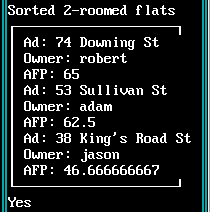 Sorted 2-roomed flats
Ad: 74 Downing St
Owner: robert
AFP: 65
Ad: 53 Sullivan St
Owner: adam
AFP: 62.5
Ad: 38 King's Road St
Owner: jason
AFP: 46.666666667
Yes